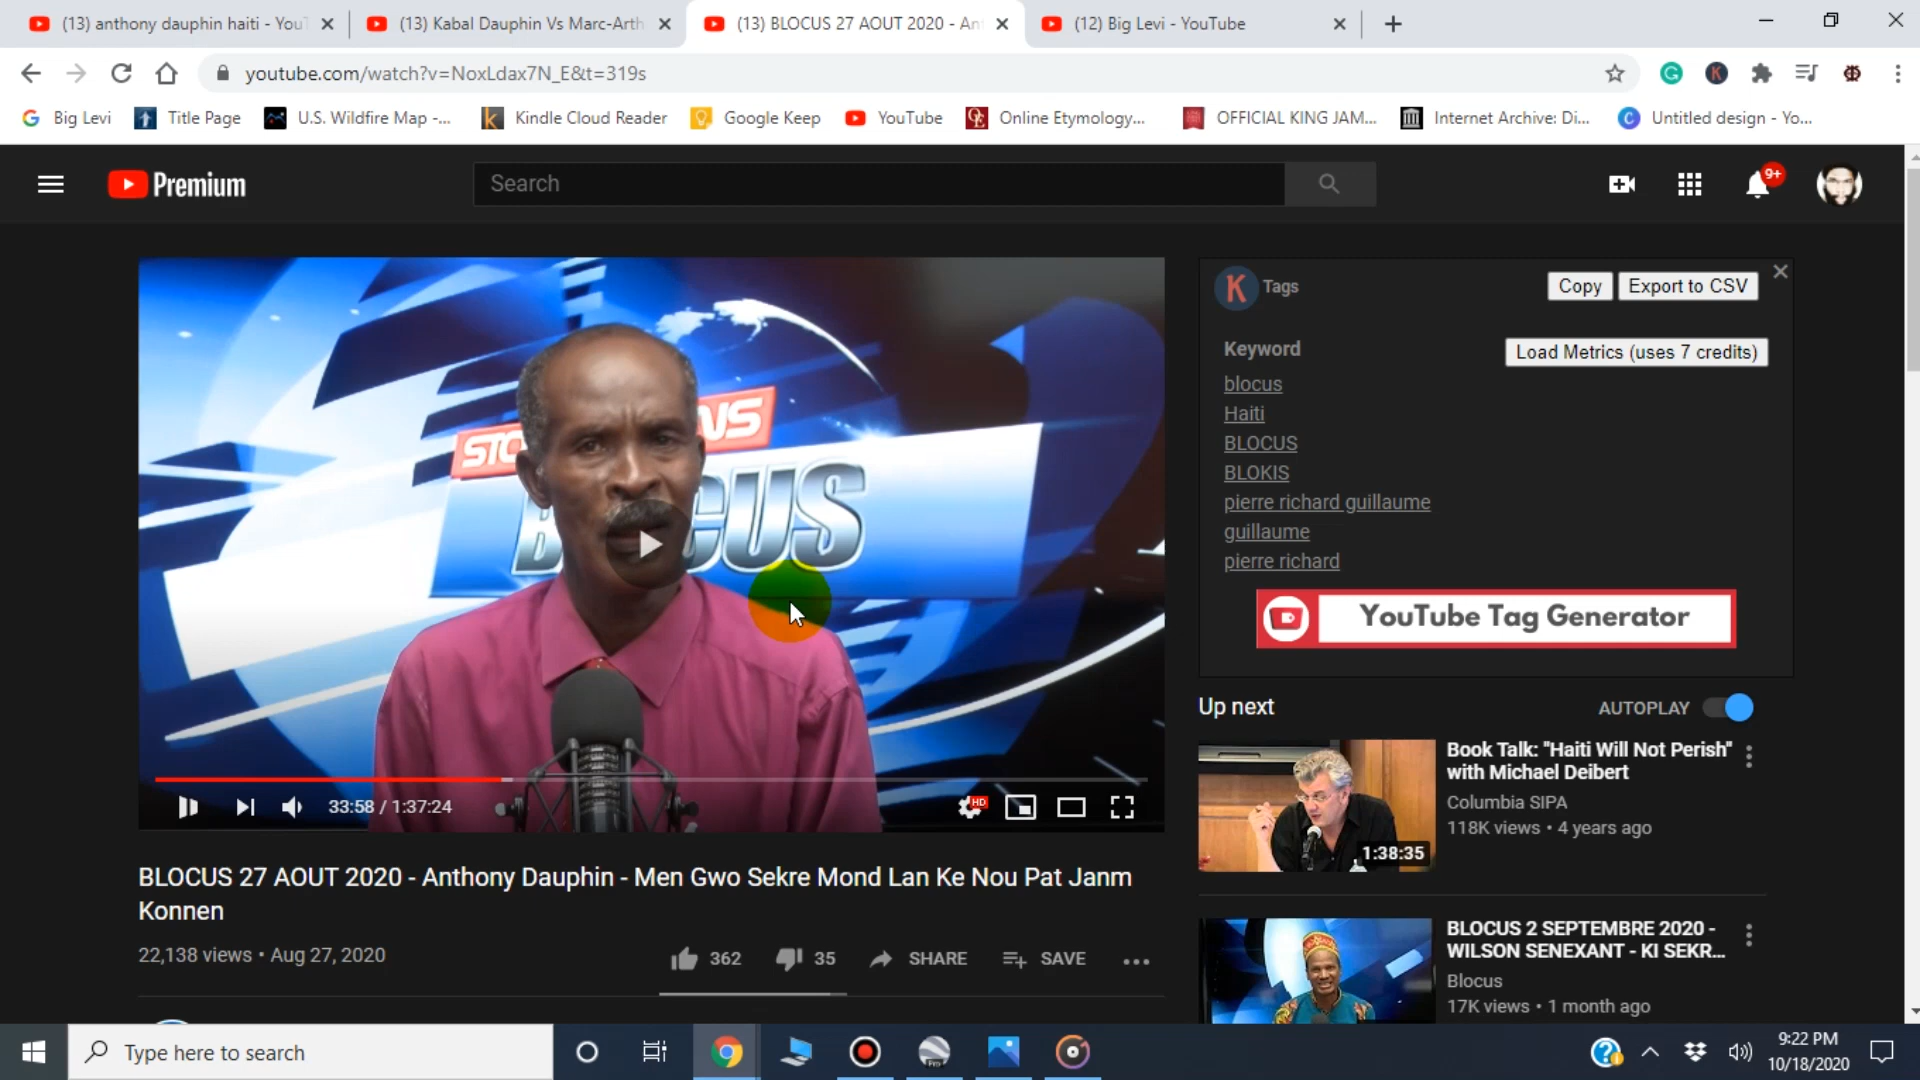 (13) anthony dauphin haiti - You
(13) Kabal Dauphin Vs Marc-Arth
(13) BLOCUS 27 AOUT 2020 - An
(12) Big Levi - YouTube
youtube.com/watch?v=NoxLdax7N_E&t=319s
Big Levi
Title Page
U.S. Wildfire Map -...
Kindle Cloud Reader
Google Keep
YouTube
Online Etymology...
OFFICIAL KING JAM...
Internet Archive: Di...
Untitled design - Yo...
Premium
Search
9+
K Tags
Copy
Export to CSV
Keyword
Load Metrics (uses 7 credits)
blocus
Haiti
BLOCUS
BLOKIS
pierre richard guillaume
guillaume
pierre richard
YouTube Tag Generator
33:58 / 1:37:24
HD
BLOCUS 27 AOUT 2020 - Anthony Dauphin - Men Gwo Sekre Mond Lan Ke Nou Pat Janm
Konnen
22,138 views • Aug 27, 2020
362
35
SHARE
SAVE
Up next
AUTOPLAY
Book Talk: "Haiti Will Not Perish"
with Michael Deibert
Columbia SIPA
118K views • 4 years ago
1:38:35
BLOCUS 2 SEPTEMBRE 2020 -
WILSON SENEXANT - KI SEKR...
Blocus
17K views • 1 month ago
Type here to search
9:22 PM
10/18/2020